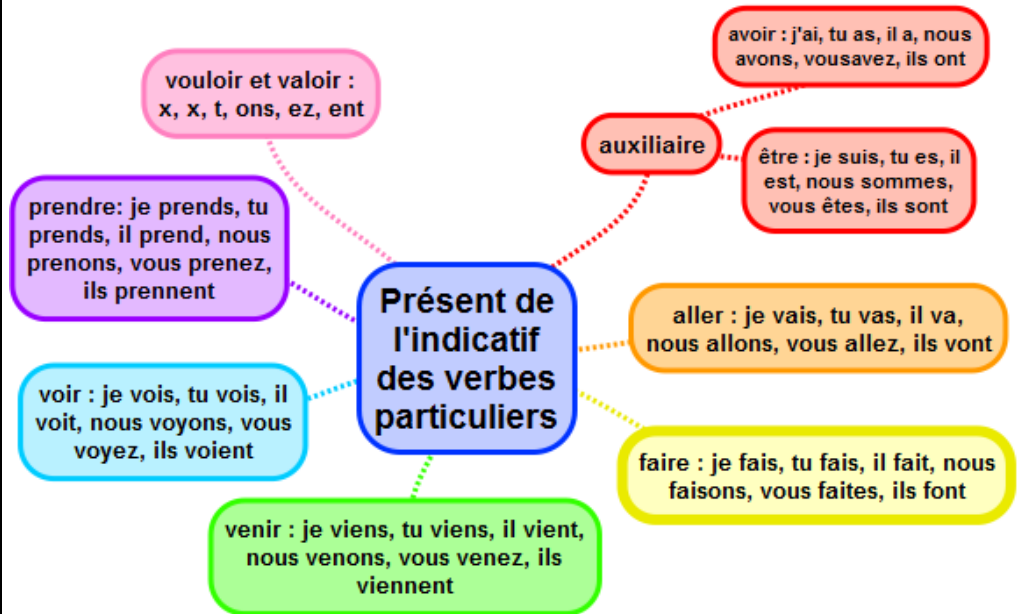 Présent de
l'indicatif
des verbes
particuliers
auxiliaire
avoir : j'ai, tu as, il a, nous
avons, vousavez, ils ont
être : je suis, tu es, il
est, nous sommes,
vous êtes, ils sont
aller : je vais, tu vas, il va,
nous allons, vous allez, ils vont
faire : je fais, tu fais, il fait, nous
faisons, vous faites, ils font
venir : je viens, tu viens, il vient,
nous venons, vous venez, ils
viennent
voir : je vois, tu vois, il
voit, nous voyons, vous
voyez, ils voient
prendre: je prends, tu
prends, il prend, nous
prenons, vous prenez,
ils prennent
vouloir et valoir :
x, x, t, ons, ez, ent